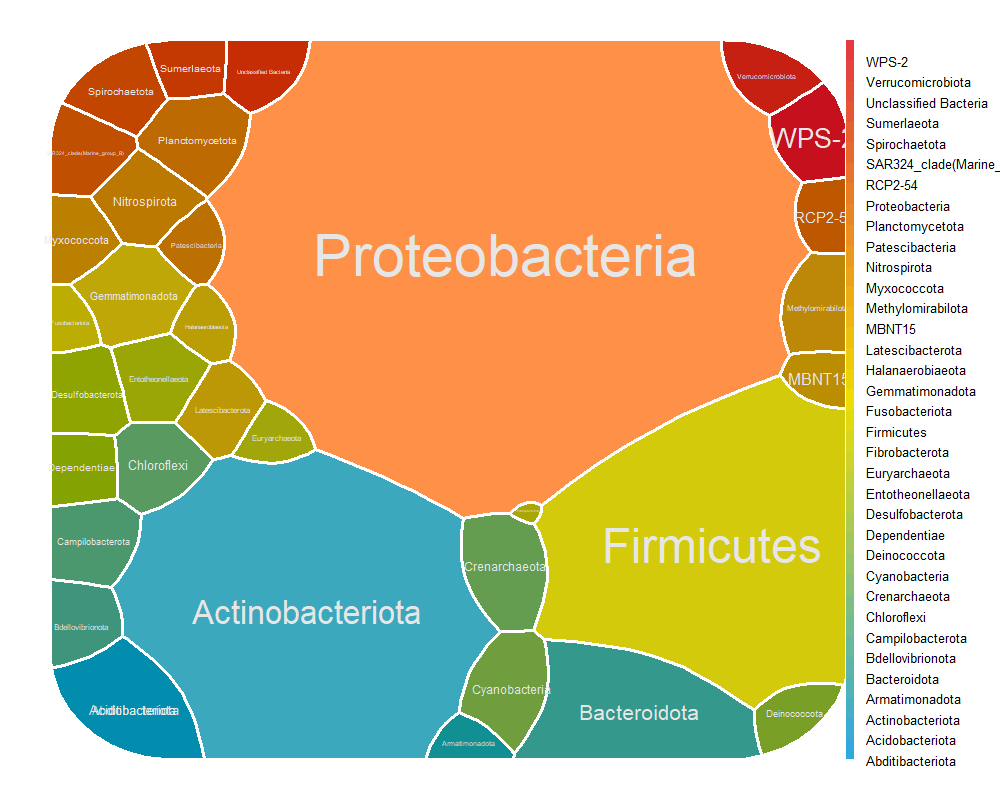 Sumerlaeota
Unclassified Bacteria
Spirochaetota
Verrucomicrobiota
WPS-2
Planctomycetota
R324_clade(Marine_group_B)
Nitrospirota
RCP2-5
Myxococcota
Patescibacteria
Proteobacteria
Gemmatimonadota
Methylomirabilota
Fusobacteriota
Halanaerobiaeota
Entotheonellaeota
MBNT15
Desulfobacterota
Latescibacterota
Euryarchaeota
Chloroflexi
Dependentiae
Campilobacterota
Firmicutes
Crenarchaeota
Actinobacteriota
Bdellovibrionota
Cyanobacteria
Bacteroidota
Deinococcota
Armatimonadota
WPS-2
Verrucomicrobiota
Unclassified Bacteria
Sumerlaeota
Spirochaetota
SAR324_clade(Marine_
RCP2-54
Proteobacteria
Planctomycetota
Patescibacteria
Nitrospirota
Myxococcota
Methylomirabilota
MBNT15
Latescibacterota
Halanaerobiaeota
Gemmatimonadota
Fusobacteriota
Firmicutes
Fibrobacterota
Euryarchaeota
Entotheonellaeota
Desulfobacterota
Dependentiae
Deinococcota
Cyanobacteria
Crenarchaeota
Chloroflexi
Campilobacterota
Bdellovibrionota
Bacteroidota
Armatimonadota
Actinobacteriota
Acidobacteriota
Abditibacteriota